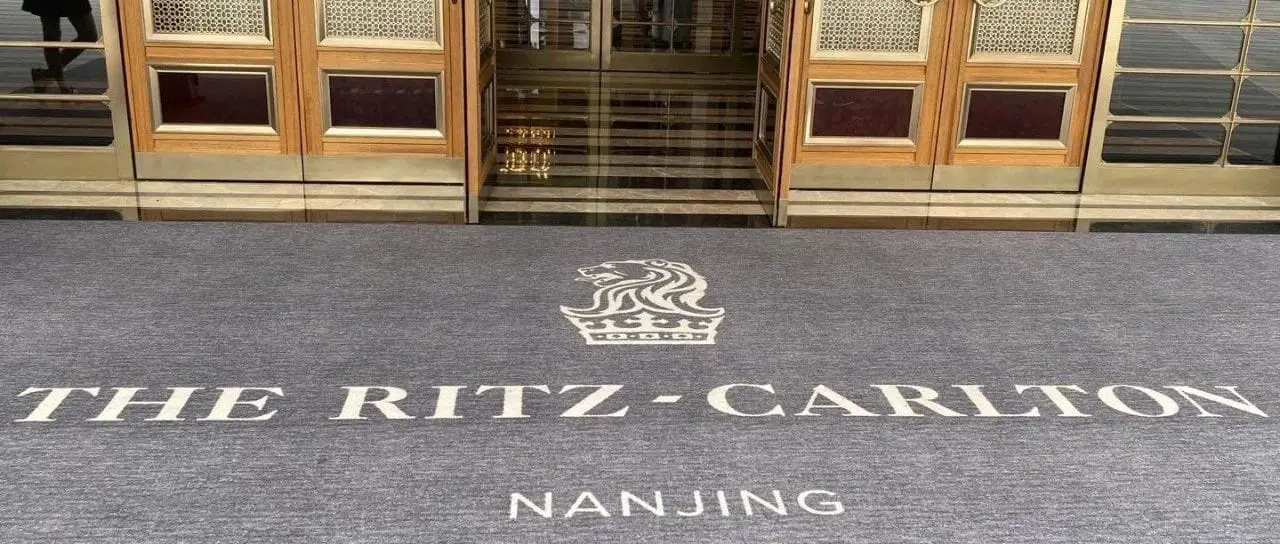 THE RITZ-CARLTON
NANJING